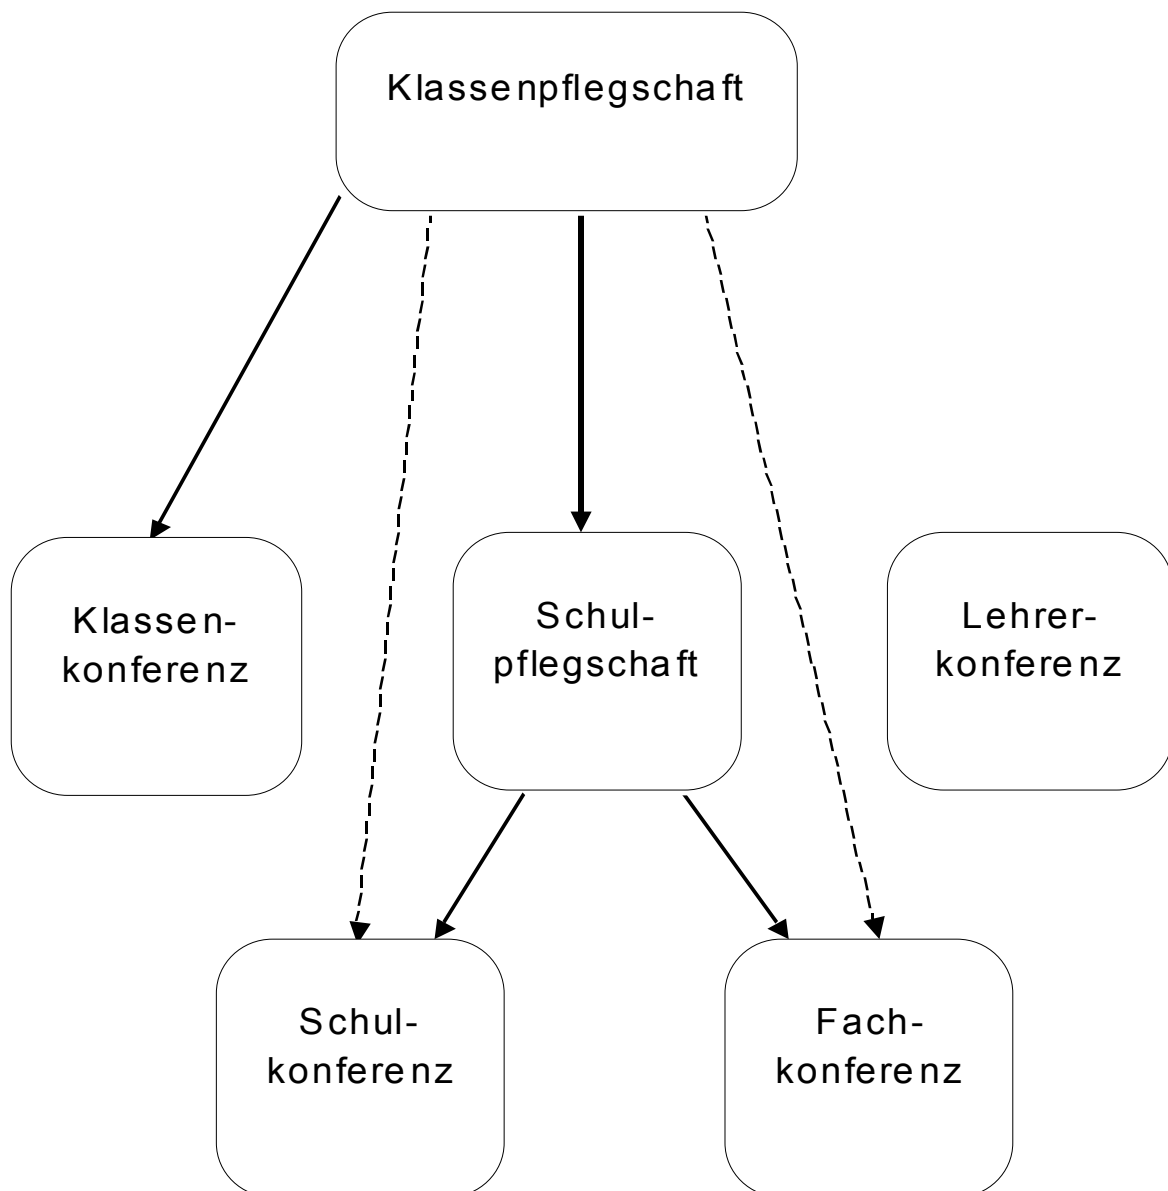 Klassenpflegschaft
Klassen-
konferenz
Schul-
pflegschaft
Lehrer-
konferenz
Schul-
konferenz
Fach-
konferenz